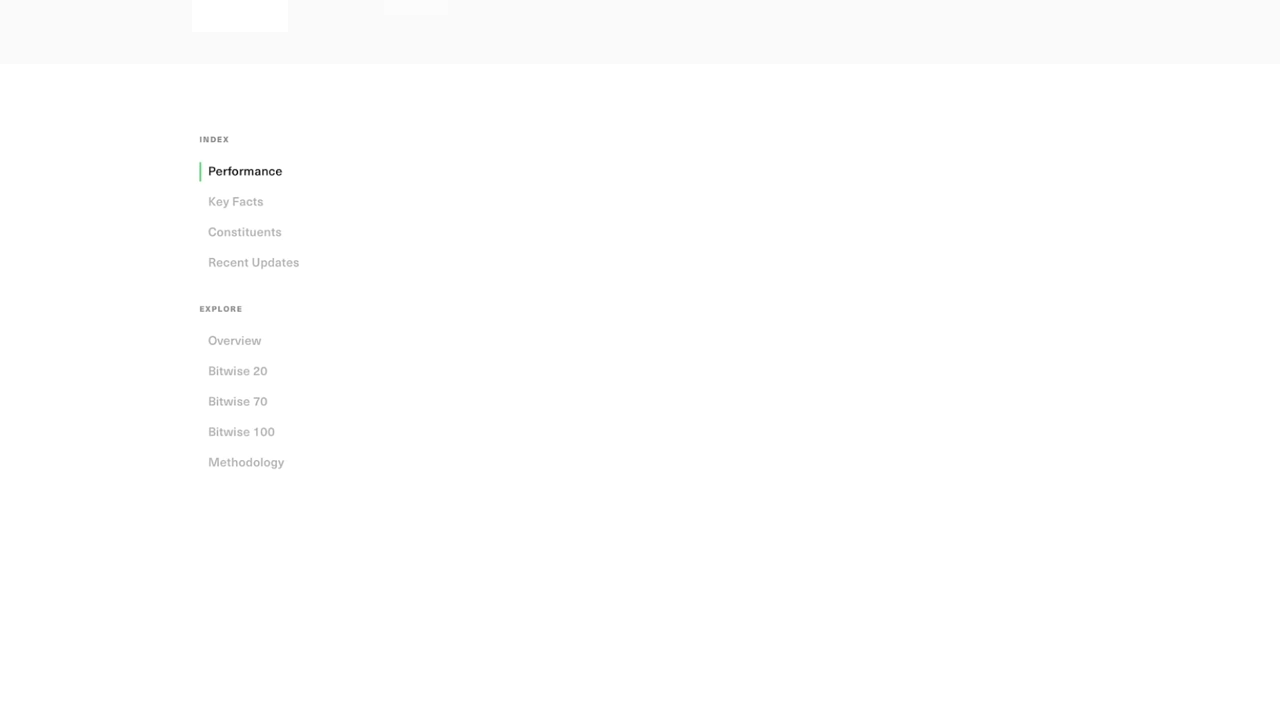 INDEX
Performance
Key Facts
Constituents
Recent Updates
EXPLORE
Overview
Bitwise 20
Bitwise 70
Bitwise 100
Methodology